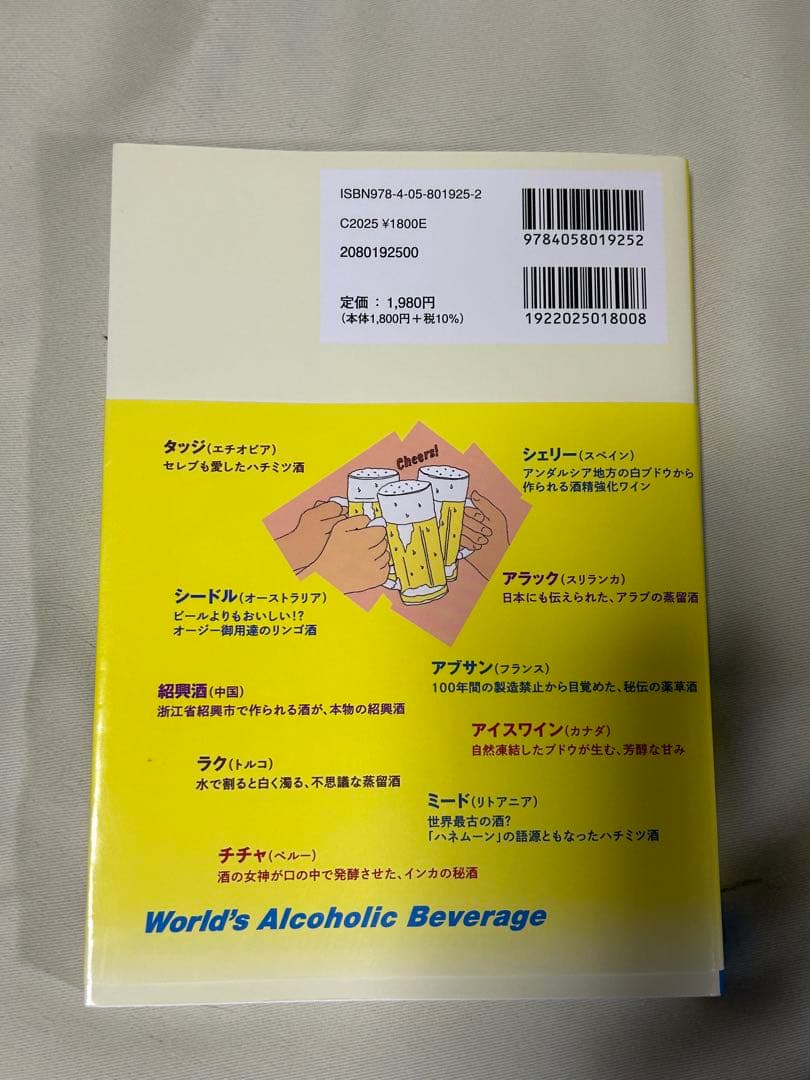 ISBN978-4-05-801925-2
C2025 ¥1800E
2080192500
定価：1,980円
（本体1,800円＋税10%）
9784058019252
1922025018008
タッジ（エチオピア）
セレブも愛したハチミツ酒
Cheers!
シェリー（スペイン）
アンダルシア地方の白ブドウから
作られる酒精強化ワイン
シードル（オーストラリア）
ビールよりもおいしい!?
オージー御用達のリンゴ酒
アラック（スリランカ）
日本にも伝えられた、アラブの蒸留酒
アブサン（フランス）
100年間の製造禁止から目覚めた、秘伝の薬草酒
紹興酒（中国）
浙江省紹興市で作られる酒が、本物の紹興酒
アイスワイン（カナダ）
自然凍結したブドウが生む、芳醇な甘み
ラク（トルコ）
水で割ると白く濁る、不思議な蒸留酒
ミード（リトアニア）
世界最古の酒?
「ハネムーン」の語源ともなったハチミツ酒
チチャ（ペルー）
酒の女神が口の中で発酵させた、インカの秘酒
World's Alcoholic Beverage